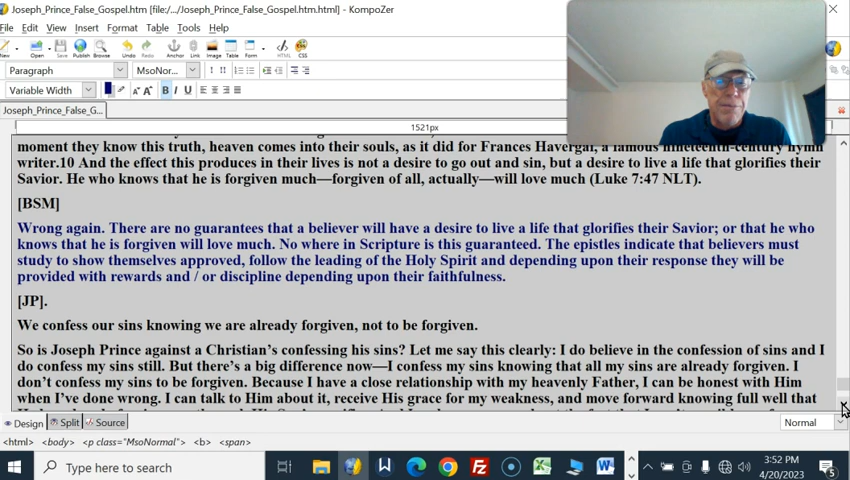 Joseph_Prince_False_Gospel.htm [file:/.../Joseph_Prince_False_Gospel.htm.html] - KompoZer
File Edit View Insert Format Table Tools Help
New Open Save Publish Browse Undo Redo Anchor Link Image Table Form HTML CSS
Paragraph MsoNor...
Variable Width B I U
Joseph_Prince_False_G...
1521px
moment they know this truth, heaven comes into their souls, as it did for Frances Havergal, a famous nineteenth-century hymn
writer.10 And the effect this produces in their lives is not a desire to go out and sin, but a desire to live a life that glorifies their
Savior. He who knows that he is forgiven much—forgiven of all, actually—will love much (Luke 7:47 NLT).
[BSM]
Wrong again. There are no guarantees that a believer will have a desire to live a life that glorifies their Savior; or that he who
knows that he is forgiven will love much. No where in Scripture is this guaranteed. The epistles indicate that believers must
study to show themselves approved, follow the leading of the Holy Spirit and depending upon their response they will be
provided with rewards and / or discipline depending upon their faithfulness.
[JP].
We confess our sins knowing we are already forgiven, not to be forgiven.
So is Joseph Prince against a Christian's confessing his sins? Let me say this clearly: I do believe in the confession of sins and I
do confess my sins still. But there's a big difference now—I confess my sins knowing that all my sins are already forgiven. I
don't confess my sins to be forgiven. Because I have a close relationship with my heavenly Father, I can be honest with Him
when I've done wrong. I can talk to Him about it, receive His grace for my weakness, and move forward knowing full well that
Design Split Source Normal
<html> <body> <p class="MsoNormal"> <b> <span>
Type here to search
3:52 PM
4/20/2023
5